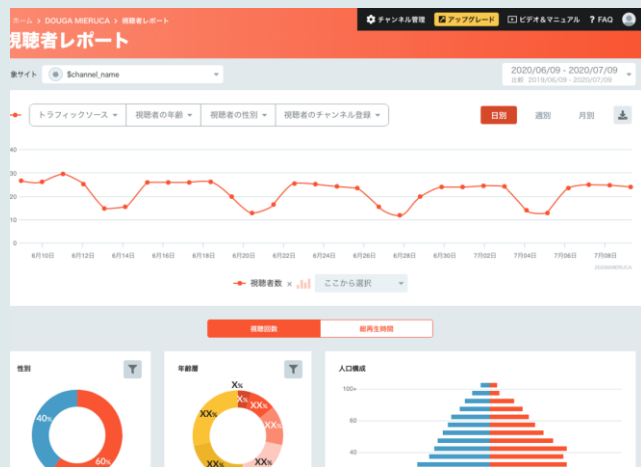 ホーム > DOUGA MIERUCA > 視聴者レポート
チャンネル管理 アップグレード ビデオ&マニュアル ? FAQ
視聴者レポート
象サイト $channel_name
2020/06/09 - 2020/07/09
比較 2019/06/09 - 2020/07/09
トラフィックソース 視聴者の年齢 視聴者の性別 視聴者のチャンネル登録
日別 週別 月別
40
30
20
10
0
6月10日 6月12日 6月14日 6月16日 6月18日 6月20日 6月22日 6月24日 6月26日 6月28日 6月30日 7月02日 7月04日 7月06日 7月08日
視聴者数 × ここから選択
視聴回数 総再生時間
性別
40%
60%
年齢層
X%
X%
XX%
XX%
XX%
XX%
XX%
人口構成
100+
60
40